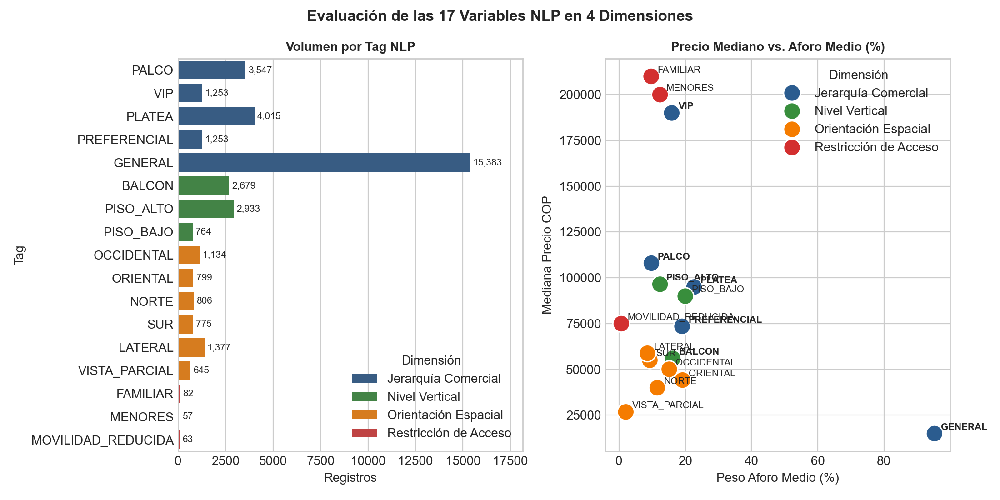 Evaluación de las 17 Variables NLP en 4 Dimensiones
Volumen por Tag NLP
Tag
PALCO
3,547
VIP
1,253
PLATEA
4,015
PREFERENCIAL
1,253
GENERAL
15,383
BALCON
2,679
PISO_ALTO
2,933
PISO_BAJO
764
OCCIDENTAL
1,134
ORIENTAL
799
NORTE
806
SUR
775
LATERAL
1,377
VISTA_PARCIAL
645
FAMILIAR
82
MENORES
57
MOVILIDAD_REDUCIDA
63
Dimensión
Jerarquía Comercial
Nivel Vertical
Orientación Espacial
Restricción de Acceso
0 2500 5000 7500 10000 12500 15000 17500
Registros
Precio Mediano vs. Aforo Medio (%)
Mediana Precio COP
200000
175000
150000
125000
100000
75000
50000
25000
FAMILIAR
MENORES
VIP
PALCO
PISO_ALTO
PLATEA
PISO_BAJO
MOVILIDAD_REDUCIDA
PREFERENCIAL
LATERAL
SUR
BALCON
OCCIDENTAL
ORIENTAL
NORTE
VISTA_PARCIAL
GENERAL
Dimensión
Jerarquía Comercial
Nivel Vertical
Orientación Espacial
Restricción de Acceso
0 20 40 60 80
Peso Aforo Medio (%)